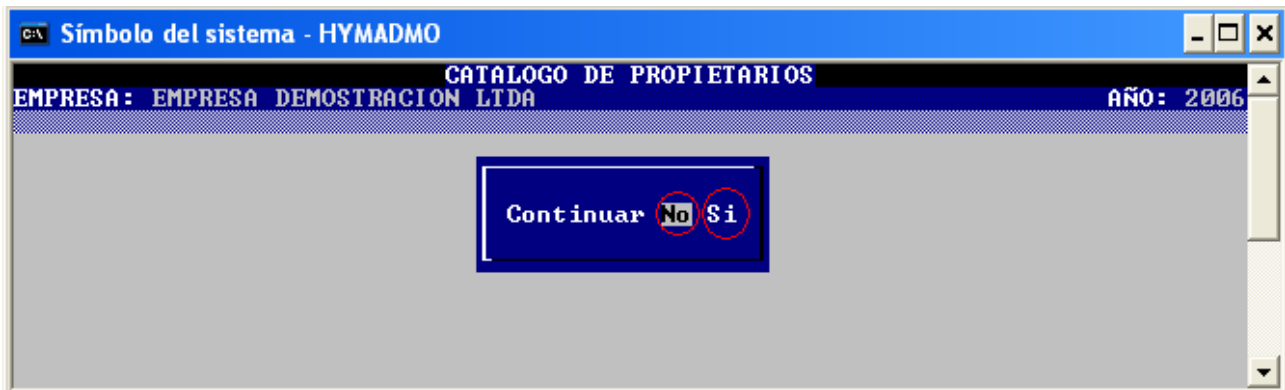 Símbolo del sistema - HYMADMO
CATALOGO DE PROPIETARIOS
EMPRESA: EMPRESA DEMOSTRACION LTDA AÑO: 2006
Continuar No Si